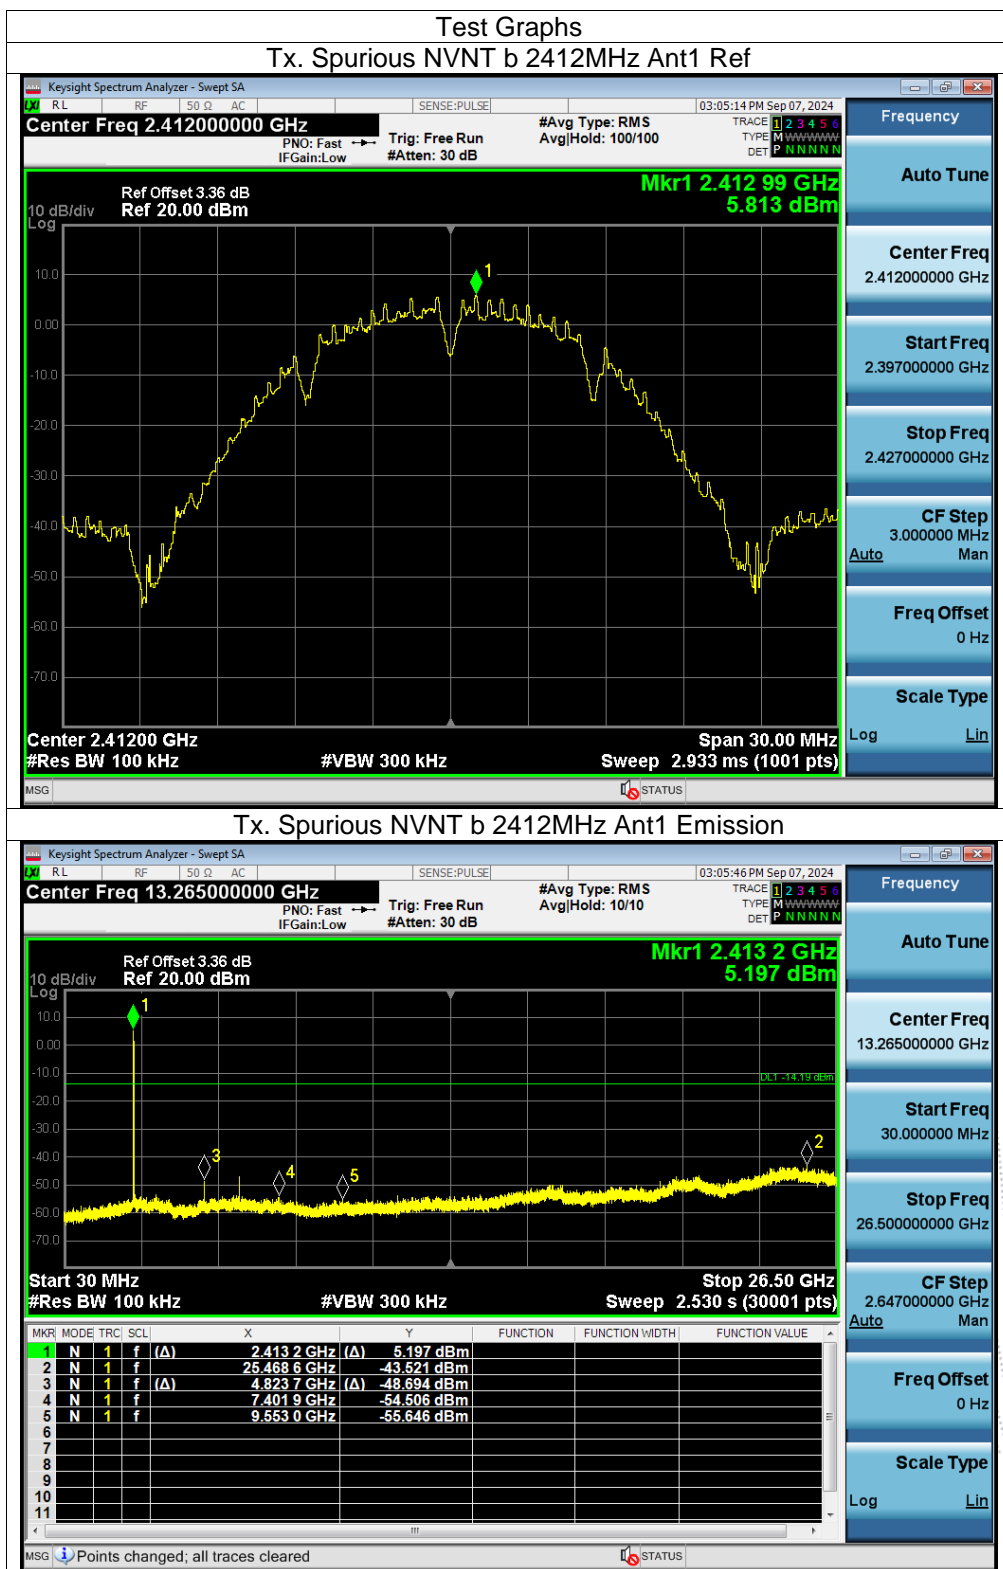 Test Graphs
Tx. Spurious NVNT b 2412MHz Ant1 Ref
Keysight Spectrum Analyzer - Swept SA
LXI RL RF 50 Ω AC SENSE:PULSE 03:05:14 PM Sep 07, 2024
Center Freq 2.412000000 GHz #Avg Type: RMS TRACE 1 2 3 4 5 6
PNO: Fast Trig: Free Run Avg|Hold: 100/100 TYPE M WWWWW
IFGain:Low #Atten: 30 dB DET P N N N N N
Mkr1 2.412 99 GHz
5.813 dBm
Ref Offset 3.36 dB
10 dB/div Ref 20.00 dBm
Log
1
10.0
0.00
-10.0
-20.0
-30.0
-40.0
-50.0
-60.0
-70.0
Center 2.41200 GHz Span 30.00 MHz
#Res BW 100 kHz #VBW 300 kHz Sweep 2.933 ms (1001 pts)
MSG STATUS
Frequency
Auto Tune
Center Freq
2.412000000 GHz
Start Freq
2.397000000 GHz
Stop Freq
2.427000000 GHz
CF Step
3.000000 MHz
Auto Man
Freq Offset
0 Hz
Scale Type
Log Lin
Tx. Spurious NVNT b 2412MHz Ant1 Emission
Keysight Spectrum Analyzer - Swept SA
LXI RL RF 50 Ω AC SENSE:PULSE 03:05:46 PM Sep 07, 2024
Center Freq 13.265000000 GHz #Avg Type: RMS TRACE 1 2 3 4 5 6
PNO: Fast Trig: Free Run Avg|Hold: 10/10 TYPE M WWWWW
IFGain:Low #Atten: 30 dB DET P N N N N N
Mkr1 2.413 2 GHz
5.197 dBm
Ref Offset 3.36 dB
10 dB/div Ref 20.00 dBm
Log
1
10.0
0.00
-10.0
DL1 -14.19 dBm
-20.0
-30.0
2
-40.0
3
4
5
-50.0
-60.0
-70.0
Start 30 MHz Stop 26.50 GHz
#Res BW 100 kHz #VBW 300 kHz Sweep 2.530 s (30001 pts)
MKR MODE TRC SCL X Y FUNCTION FUNCTION WIDTH FUNCTION VALUE
1 N 1 f (Δ) 2.413 2 GHz (Δ) 5.197 dBm
2 N 1 f 25.468 6 GHz -43.521 dBm
3 N 1 f (Δ) 4.823 7 GHz (Δ) -48.694 dBm
4 N 1 f 7.401 9 GHz -54.506 dBm
5 N 1 f 9.553 0 GHz -55.646 dBm
6
7
8
9
10
11
MSG Points changed; all traces cleared STATUS
Frequency
Auto Tune
Center Freq
13.265000000 GHz
Start Freq
30.000000 MHz
Stop Freq
26.500000000 GHz
CF Step
2.647000000 GHz
Auto Man
Freq Offset
0 Hz
Scale Type
Log Lin